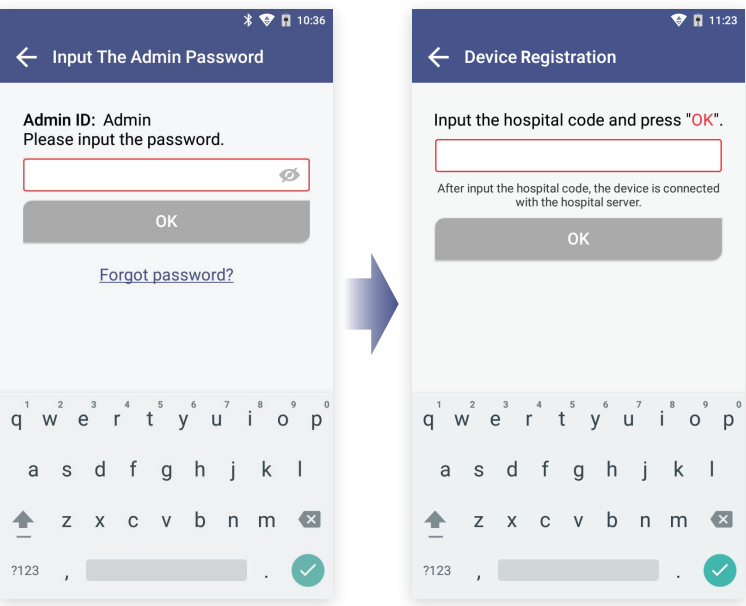 10:36
Input The Admin Password
Admin ID: Admin
Please input the password.
OK
Forgot password?
1 2 3 4 5 6 7 8 9 0
q w e r t y u i o p
a s d f g h j k l
z x c v b n m
?123 , .
11:23
Device Registration
Input the hospital code and press "OK".
After input the hospital code, the device is connected
with the hospital server.
OK
1 2 3 4 5 6 7 8 9 0
q w e r t y u i o p
a s d f g h j k l
z x c v b n m
?123 , .